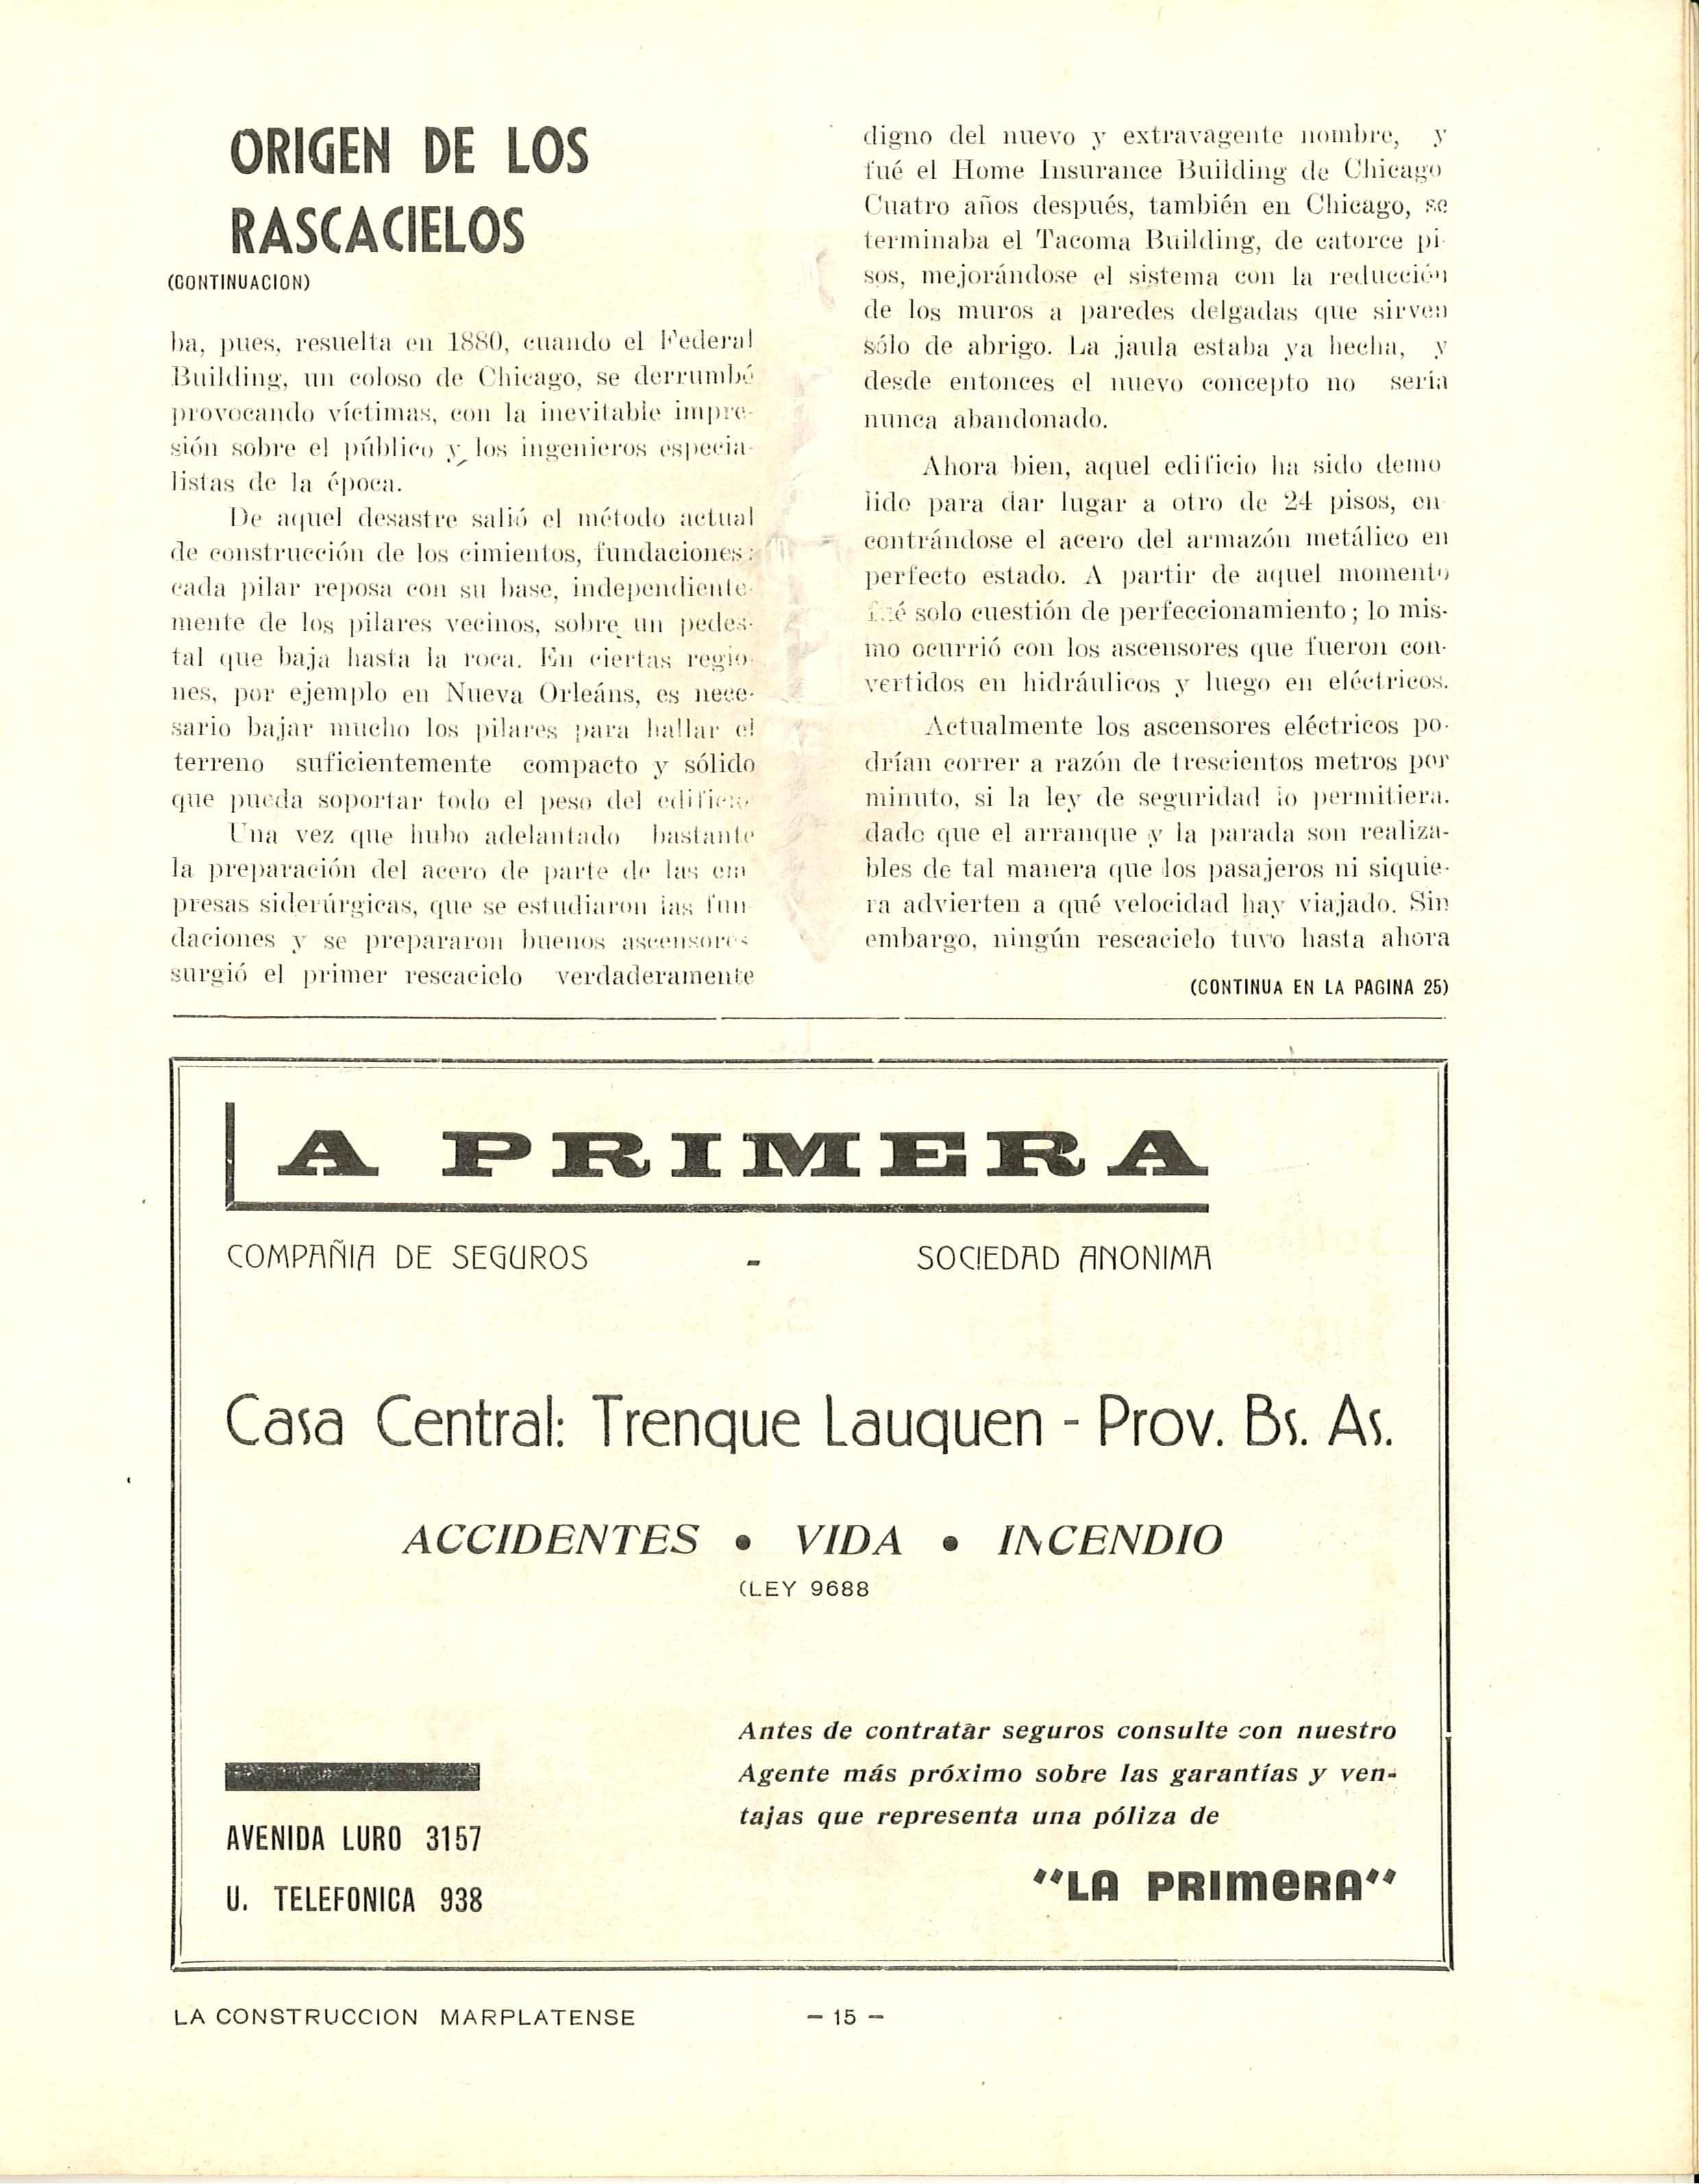 ORIGEN DE LOS
RASCACIELOS
(CONTINUACION)
ba, pues, resuelta en 1880, cuando el Federal
Building, un coloso de Chicago, se derrumbó
provocando víctimas, con la inevitable impre-
sión sobre el público y los ingenieros especia-
listas de la época.
De aquel desastre salió el método actual
de construcción de los cimientos, fundaciones:
cada pilar reposa con su base, independiente-
mente de los pilares vecinos, sobre un pedes-
tal que baja hasta la roca. En ciertas regio-
nes, por ejemplo en Nueva Orleáns, es nece-
sario bajar mucho los pilares para hallar el
terreno suficientemente compacto y sólido
que pueda soportar todo el peso del edificio
Una vez que hubo adelantado bastante
la preparación del acero de parte de las em
presas siderúrgicas, que se estudiaron las fun
daciones y se prepararon buenos ascensores
surgió el primer rescacielo verdaderamente
digno del nuevo y extravagente nombre, y
fué el Home Insurance Building de Chicago
Cuatro años después, también en Chicago, se
terminaba el Tacoma Building, de catorce pi-
sos, mejorándose el sistema con la reducción
de los muros a paredes delgadas que sirven
sólo de abrigo. La jaula estaba ya hecha, y
desde entonces el nuevo concepto no sería
nunca abandonado.
Ahora bien, aquel edificio ha sido demo
lido para dar lugar a otro de 24 pisos, en-
contrándose el acero del armazón metálico en
perfecto estado. A partir de aquel momento
fué solo cuestión de perfeccionamiento; lo mis-
mo ocurrió con los ascensores que fueron con-
vertidos en hidráulicos y luego en eléctricos.
Actualmente los ascensores eléctricos po-
drían correr a razón de trescientos metros por
minuto, si la ley de seguridad lo permitiera.
dado que el arranque y la parada son realiza-
bles de tal manera que los pasajeros ni siquie-
ra advierten a qué velocidad hay viajado. Sin
embargo, ningún rescacielo tuvo hasta ahora
(CONTINUA EN LA PAGINA 25)
LA PRIMERA
COMPAÑIA DE SEGUROS - SOCIEDAD ANONIMA
Casa Central: Trenque Lauquen - Prov. Bs. As.
ACCIDENTES • VIDA • INCENDIO
(LEY 9688
Antes de contratar seguros consulte con nuestro
Agente más próximo sobre las garantías y ven-
tajas que representa una póliza de
"LA PRIMERA"
AVENIDA LURO 3157
U. TELEFONICA 938
LA CONSTRUCCION MARPLATENSE — 15 —